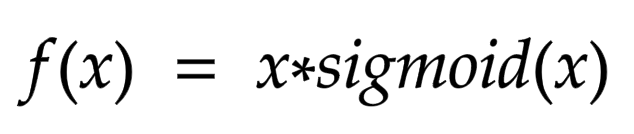 f(x) = x*sigmoid(x)